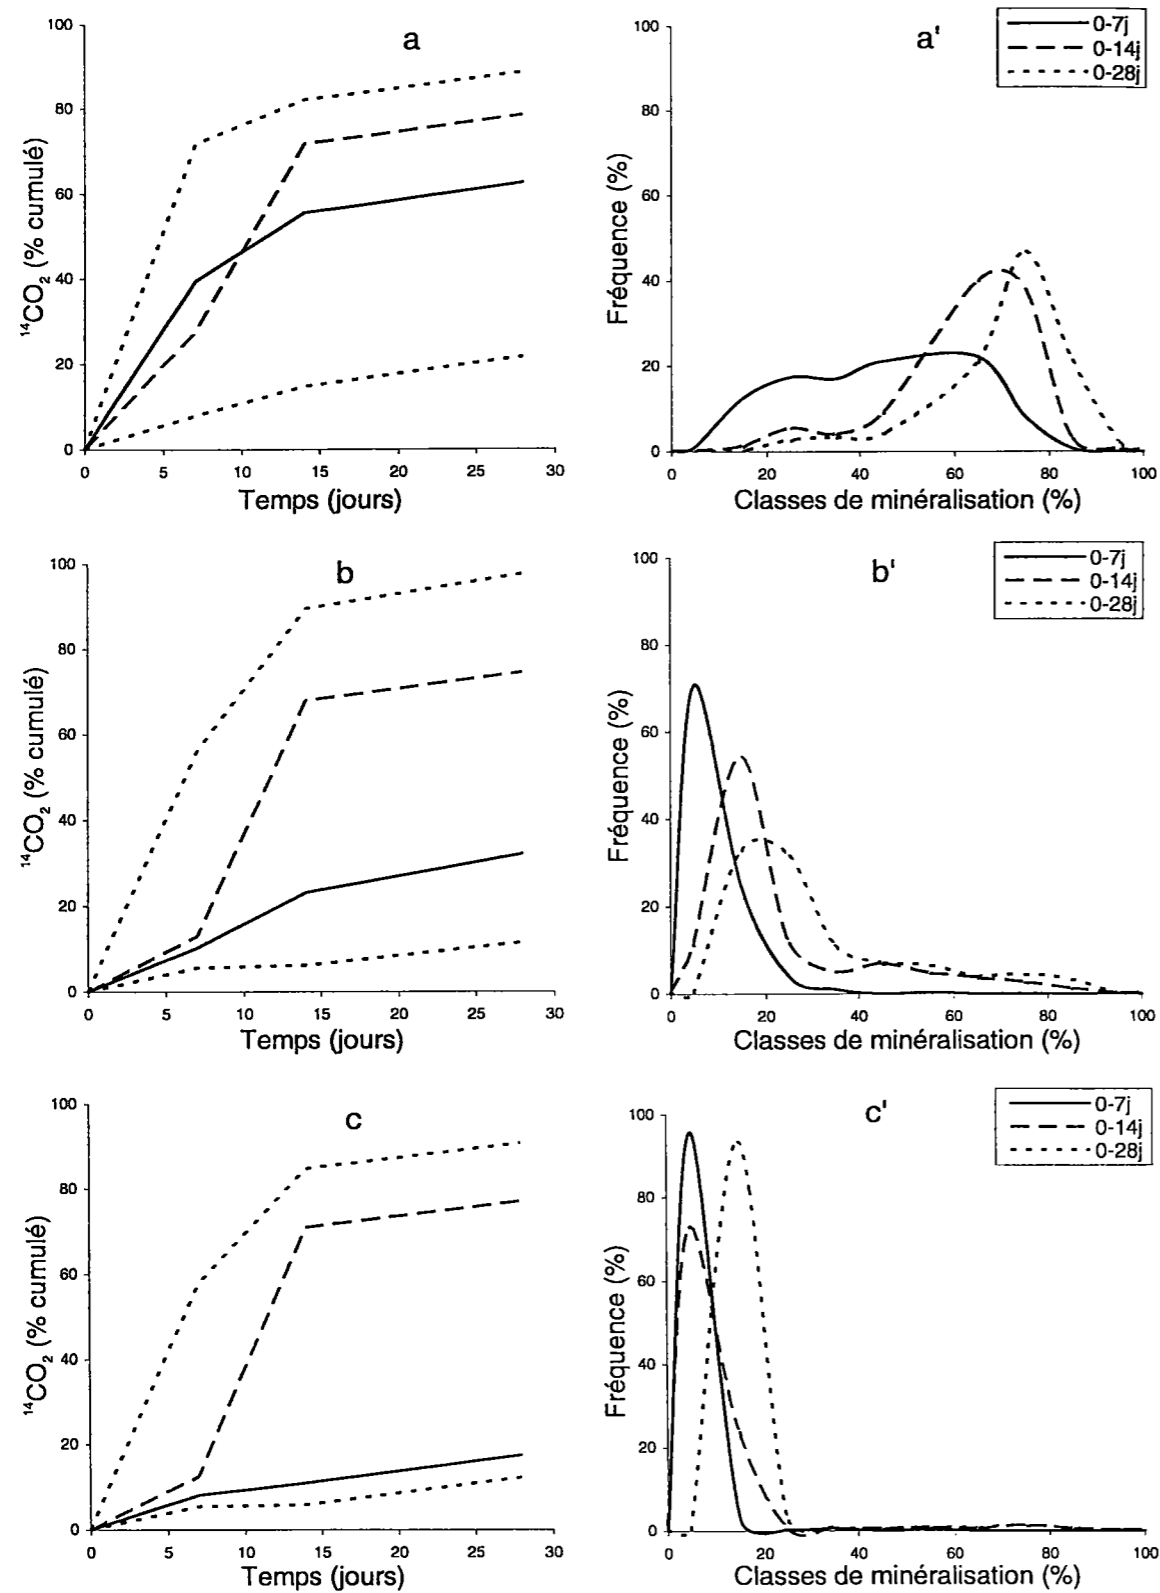 a
100
80
60
40
20
0
¹⁴CO₂ (% cumulé)
0 5 10 15 20 25 30
Temps (jours)
a'
0-7j
0-14j
0-28j
100
80
60
40
20
0
Fréquence (%)
0 20 40 60 80 100
Classes de minéralisation (%)
b
100
80
60
40
20
0
¹⁴CO₂ (% cumulé)
0 5 10 15 20 25 30
Temps (jours)
b'
0-7j
0-14j
0-28j
100
80
60
40
20
0
Fréquence (%)
0 20 40 60 80 100
Classes de minéralisation (%)
c
100
80
60
40
20
0
¹⁴CO₂ (% cumulé)
0 5 10 15 20 25 30
Temps (jours)
c'
0-7j
0-14j
0-28j
100
80
60
40
20
0
Fréquence (%)
0 20 40 60 80 100
Classes de minéralisation (%)